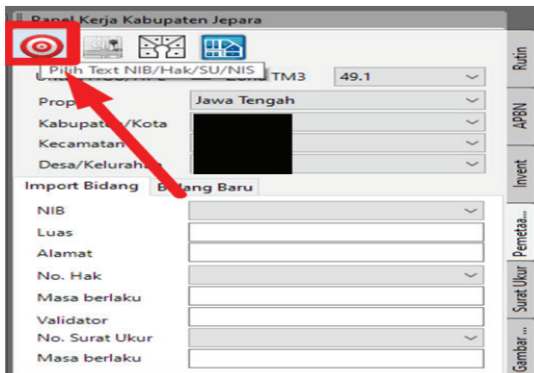 Panel Kerja Kabupaten Jepara
Pilih Text NIB/Hak/SU/NIS
TM3 49.1
Prop Jawa Tengah
Kabupaten/Kota
Kecamatan
Desa/Kelurahan
Import Bidang Bidang Baru
NIB
Luas
Alamat
No. Hak
Masa berlaku
Validator
No. Surat Ukur
Masa berlaku
Rutin
APBN
Invent
Pemetaa...
Surat Ukur
Gambar ...